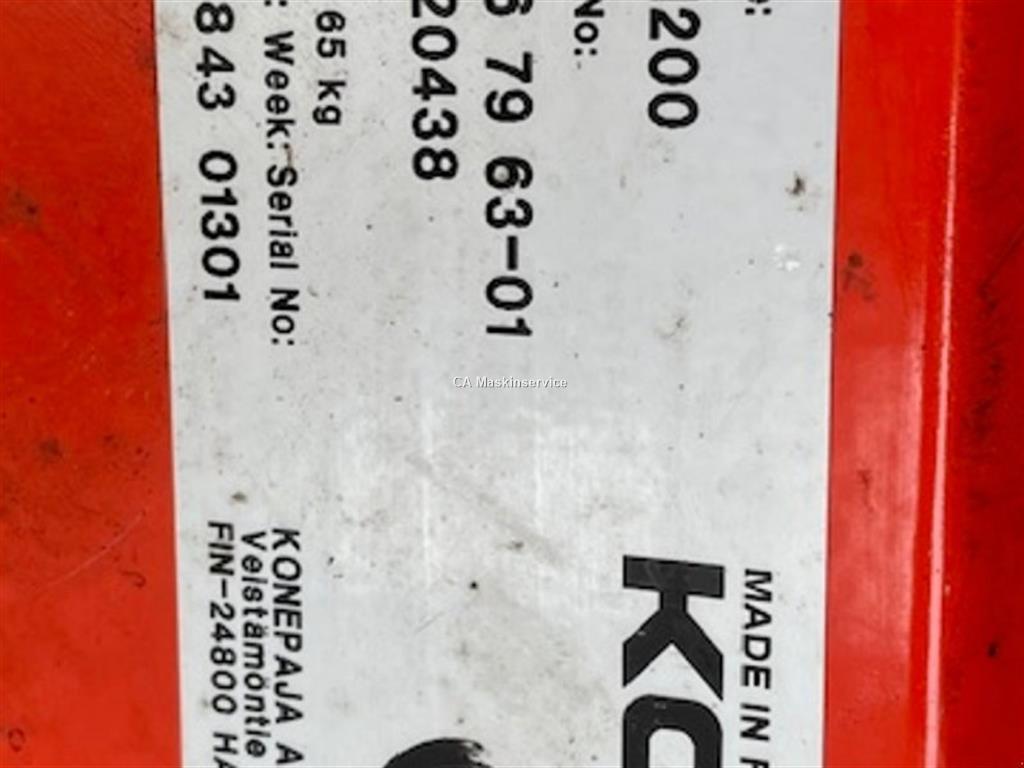 :
MADE IN F
200
KO
No:
6 79 63-01
20438
65 kg
: Week: Serial No:
843 01301
KONEPAJA A
Veistämöntie
FIN-24800 HA
CA Maskinservice